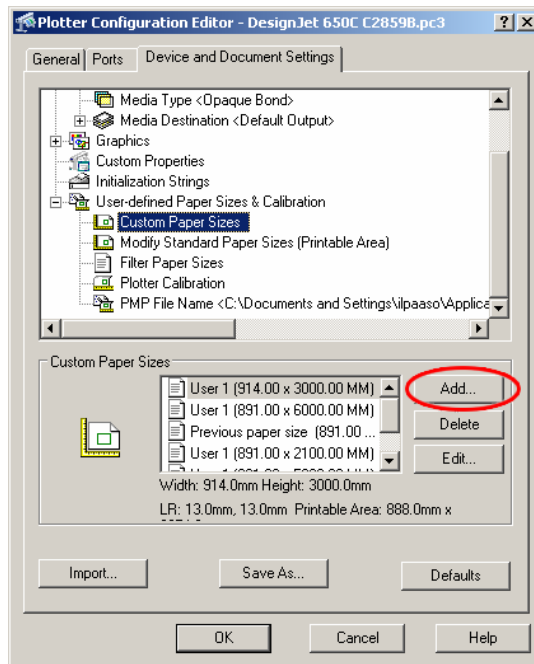 Plotter Configuration Editor - DesignJet 650C C2859B.pc3
General Ports Device and Document Settings
Media Type <Opaque Bond>
Media Destination <Default Output>
Graphics
Custom Properties
Initialization Strings
User-defined Paper Sizes & Calibration
Custom Paper Sizes
Modify Standard Paper Sizes (Printable Area)
Filter Paper Sizes
Plotter Calibration
PMP File Name <C:\Documents and Settings\ilpaaso\Applica
Custom Paper Sizes
User 1 (914.00 x 3000.00 MM)
User 1 (891.00 x 6000.00 MM)
Previous paper size (891.00 ...
User 1 (891.00 x 2100.00 MM)
Add...
Delete
Edit...
Width: 914.0mm Height: 3000.0mm
LR: 13.0mm, 13.0mm Printable Area: 888.0mm x
Import...
Save As...
Defaults
OK
Cancel
Help